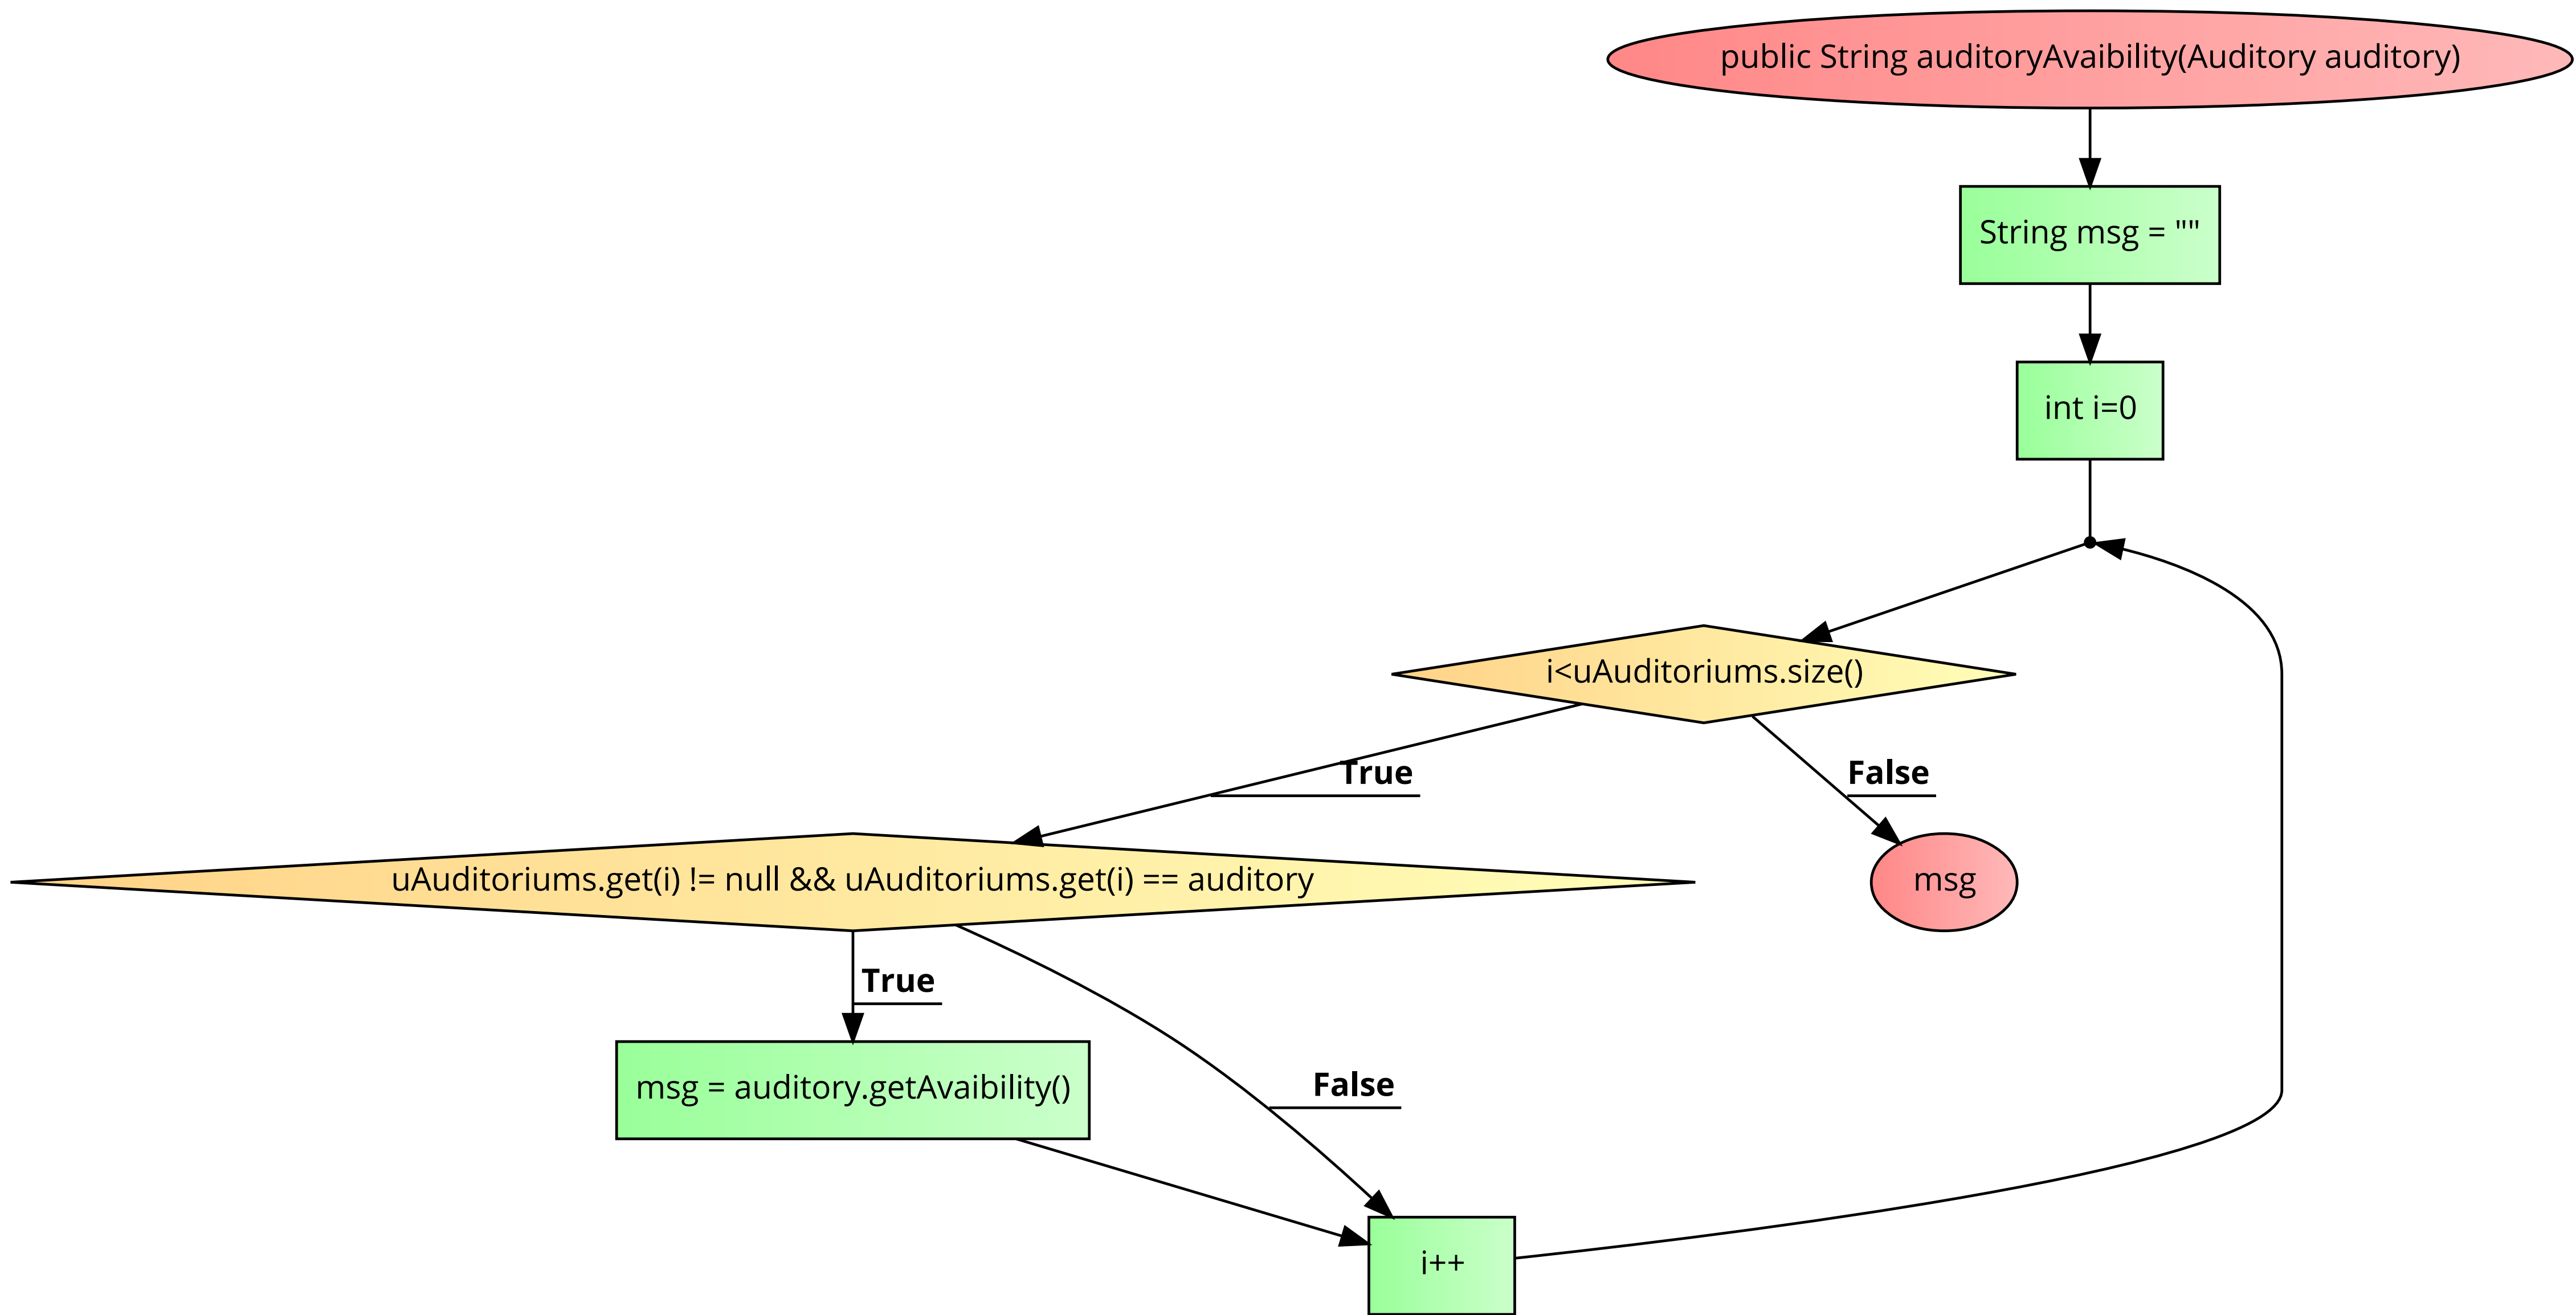 public String auditoryAvaibility(Auditory auditory)
String msg = ""
int i=0
i<uAuditoriums.size()
True
False
uAuditoriums.get(i) != null && uAuditoriums.get(i) == auditory
msg
True
msg = auditory.getAvaibility()
False
i++